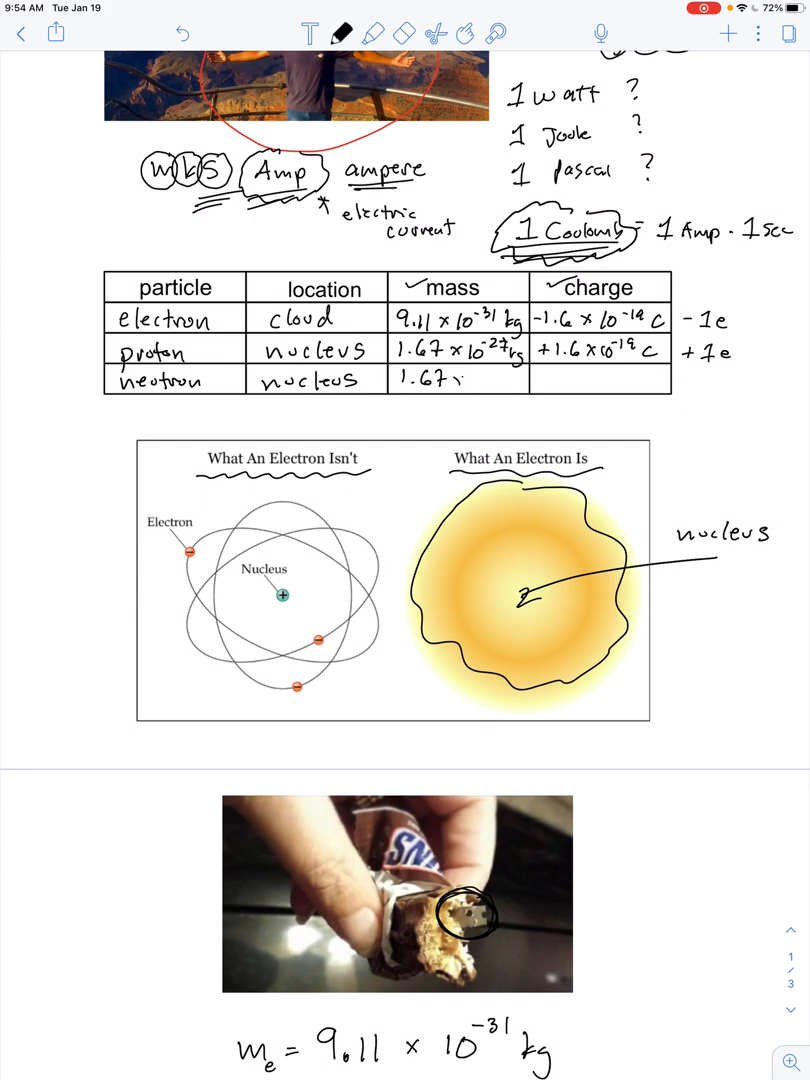 9:54 AM Tue Jan 19
72%
1 watt ?
1 Joule ?
1 Pascal ?
mks Amp ampere
* electric current
1 Coolomb = 1 Amp · 1 sec
particle location mass charge
electron cloud 9.11 × 10⁻³¹ kg -1.6 × 10⁻¹⁹ C - 1e
proton nucleus 1.67 × 10⁻²⁷ kg +1.6 × 10⁻¹⁹ C + 1e
neutron nucleus 1.67
What An Electron Isn't What An Electron Is
Electron
nucleus
Nucleus
SN
mₑ = 9.11 × 10⁻³¹ kg
1
/
3